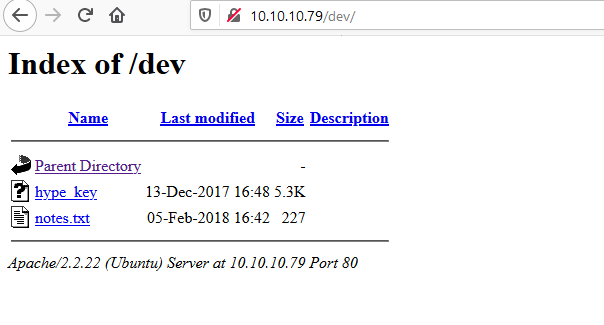 10.10.10.79/dev/
Index of /dev
Name Last modified Size Description
Parent Directory -
hype_key 13-Dec-2017 16:48 5.3K
notes.txt 05-Feb-2018 16:42 227
Apache/2.2.22 (Ubuntu) Server at 10.10.10.79 Port 80